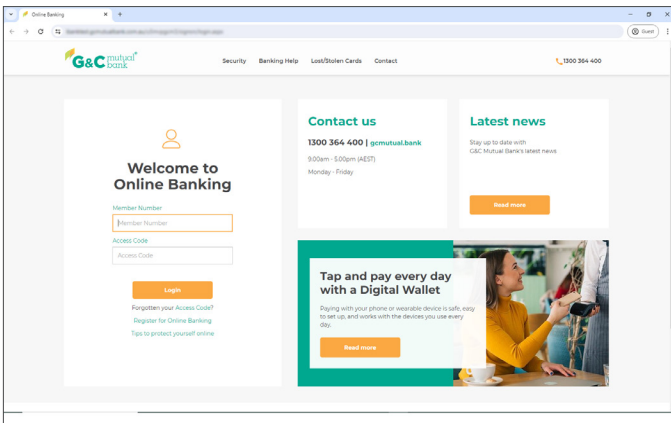 Online Banking
Guest
G&C mutual bank
Security Banking Help Lost/Stolen Cards Contact
1300 364 400
Welcome to
Online Banking
Member Number
Member Number
Access Code
Access Code
Login
Forgotten your Access Code?
Register for Online Banking
Tips to protect yourself online
Contact us
1300 364 400 | gcmutual.bank
9:00am - 5:00pm (AEST)
Monday - Friday
Latest news
Stay up to date with
G&C Mutual Bank's latest news
Read more
Tap and pay every day
with a Digital Wallet
Paying with your phone or wearable device is safe, easy
to set up, and works with the devices you use every
day.
Read more